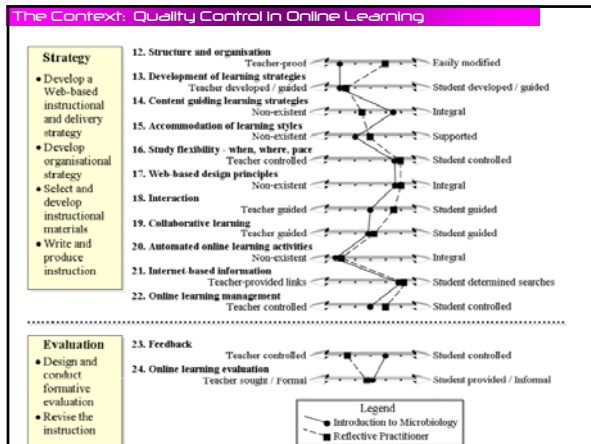 The Context: Quality Control in Online Learning
Strategy
• Develop a
Web-based
instructional
and delivery
strategy
• Develop
organisational
strategy
• Select and
develop
instructional
materials
• Write and
produce
instruction
12. Structure and organisation
Teacher-proof Easily modified
13. Development of learning strategies
Teacher developed / guided Student developed / guided
14. Content guiding learning strategies
Non-existent Integral
15. Accommodation of learning styles
Non-existent Supported
16. Study flexibility - when, where, pace
Teacher controlled Student controlled
17. Web-based design principles
Non-existent Integral
18. Interaction
Teacher guided Student guided
19. Collaborative learning
Teacher guided Student guided
20. Automated online learning activities
Non-existent Integral
21. Internet-based information
Teacher-provided links Student determined searches
22. Online learning management
Teacher controlled Student controlled
Evaluation
• Design and
conduct
formative
evaluation
• Revise the
instruction
23. Feedback
Teacher controlled Student controlled
24. Online learning evaluation
Teacher sought / Formal Student provided / Informal
Legend
Introduction to Microbiology
Reflective Practitioner